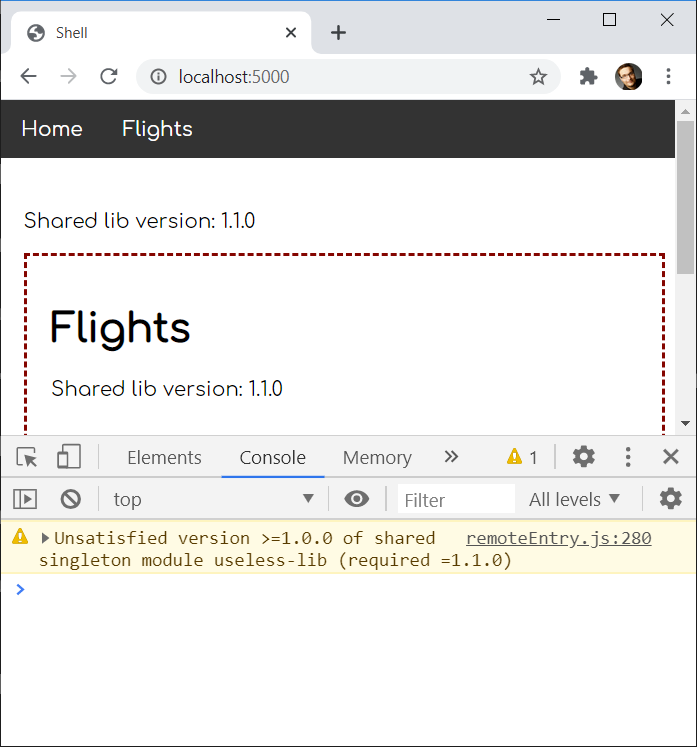 Shell
localhost:5000
Home Flights
Shared lib version: 1.1.0
Flights
Shared lib version: 1.1.0
Elements Console Memory 1
top Filter All levels
Unsatisfied version >=1.0.0 of shared remoteEntry.js:280
singleton module useless-lib (required =1.1.0)